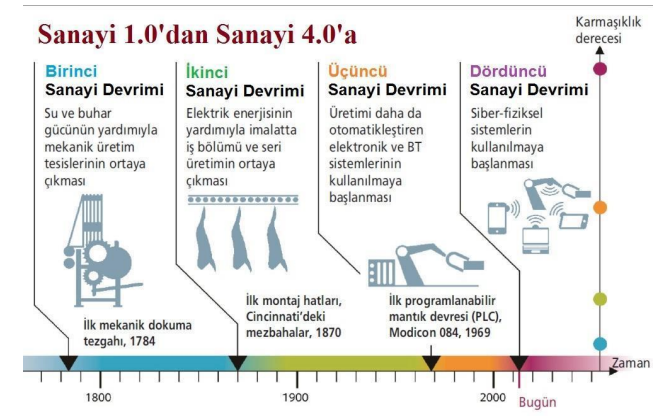 Sanayi 1.0'dan Sanayi 4.0'a
Karmaşıklık
derecesi
Birinci
Sanayi Devrimi
Su ve buhar
gücünün yardımıyla
mekanik üretim
tesislerinin ortaya
çıkması
İkinci
Sanayi Devrimi
Elektrik enerjisinin
yardımıyla imalatta
iş bölümü ve seri
üretimin ortaya
çıkması
Üçüncü
Sanayi Devrimi
Üretimi daha da
otomatikleştiren
elektronik ve BT
sistemlerinin
kullanılmaya
başlanması
Dördüncü
Sanayi Devrimi
Siber-fiziksel
sistemlerin
kullanılmaya
başlanması
İlk mekanik dokuma
tezgahı, 1784
İlk montaj hatları,
Cincinnati'deki
mezbahalar, 1870
İlk programlanabilir
mantık devresi (PLC),
Modicon 084, 1969
Zaman
1800
1900
2000
Bugün